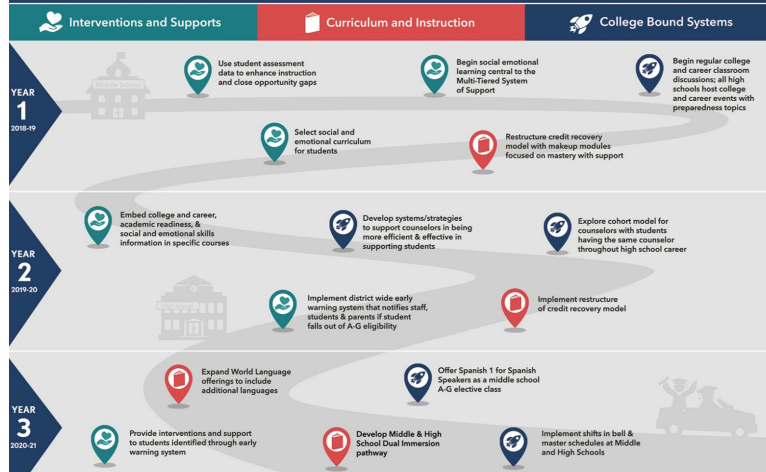 Interventions and Supports
Curriculum and Instruction
College Bound Systems
YEAR
1
2018-19
Middle School
Use student assessment
data to enhance instruction
and close opportunity gaps
Begin social emotional
learning central to the
Multi-Tiered System
of Support
Begin regular college
and career classroom
discussions; all high
schools host college
and career events with
preparedness topics
Select social and
emotional curriculum
for students
Restructure credit recovery
model with makeup modules
focused on mastery with support
YEAR
2
2019-20
Embed college and career,
academic readiness, &
social and emotional skills
information in specific courses
Develop systems/strategies
to support counselors in being
more efficient & effective in
supporting students
Explore cohort model for
counselors with students
having the same counselor
throughout high school career
Implement district wide early
warning system that notifies staff,
students & parents if student
falls out of A-G eligibility
Implement restructure
of credit recovery model
YEAR
3
2020-21
Expand World Language
offerings to include
additional languages
Offer Spanish 1 for Spanish
Speakers as a middle school
A-G elective class
Provide interventions and support
to students identified through early
warning system
Develop Middle & High
School Dual Immersion
pathway
Implement shifts in bell &
master schedules at Middle
and High Schools